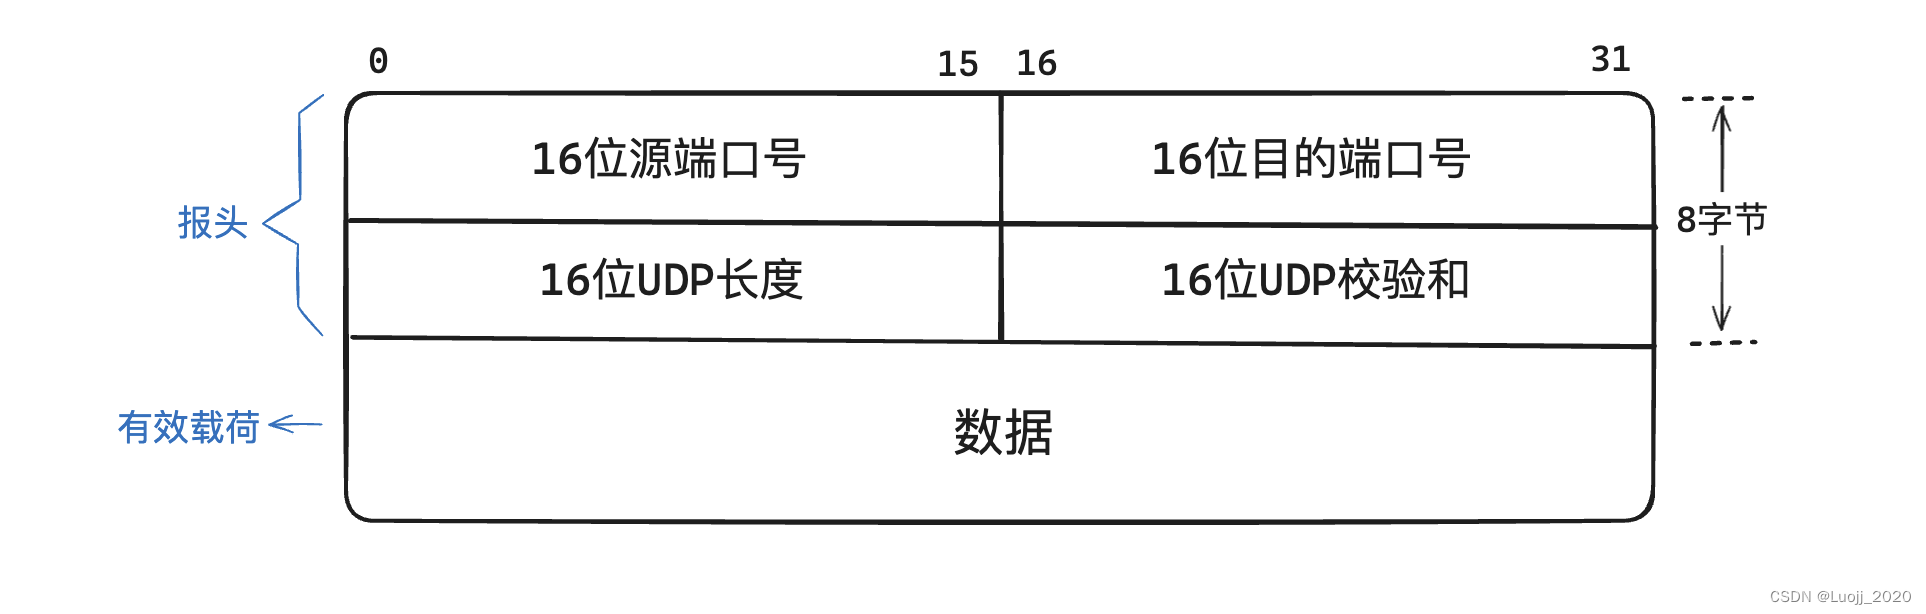 0 15 16 31
16位源端口号 16位目的端口号
报头 8字节
16位UDP长度 16位UDP校验和
有效载荷 数据
CSDN @Luojj_2020